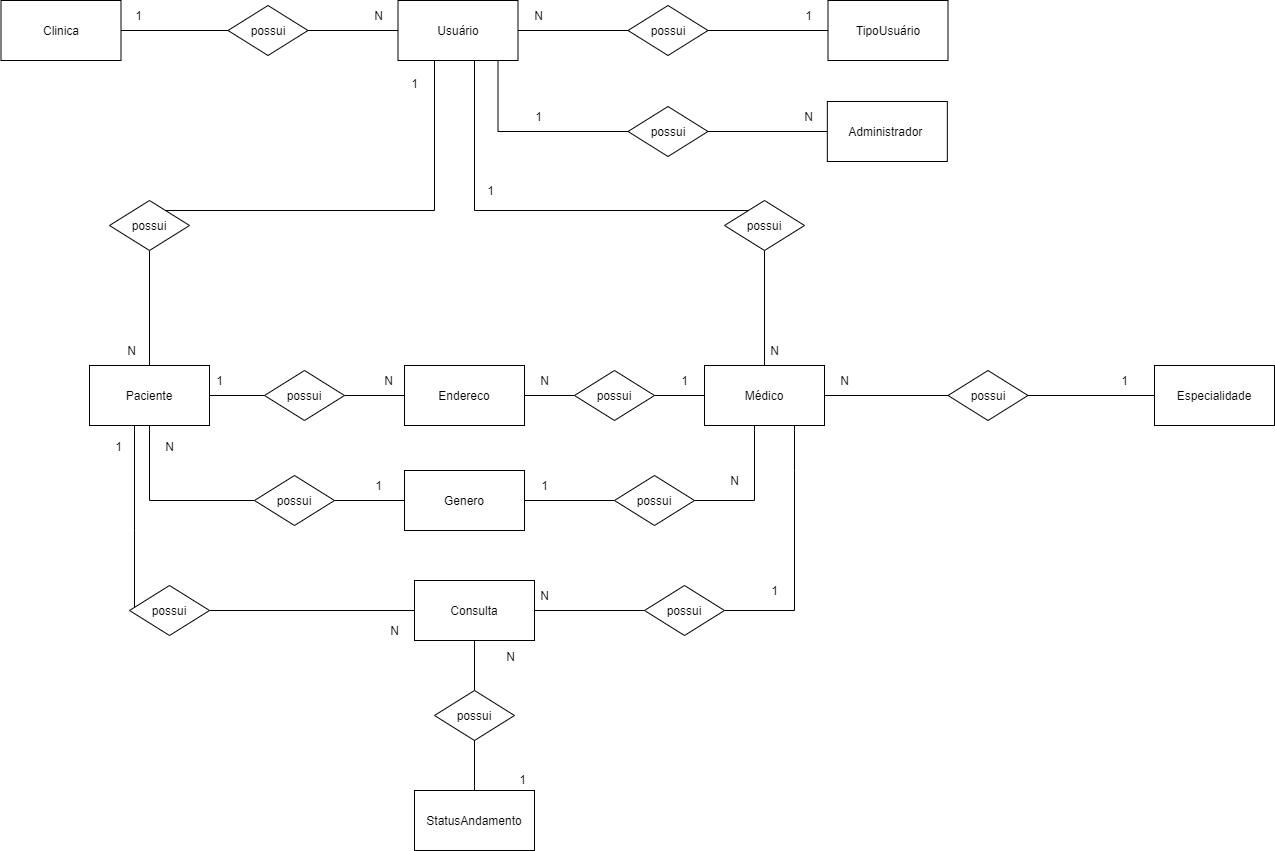 1
N
N
1
Clinica
possui
Usuário
possui
TipoUsuário
1
1
N
possui
Administrador
1
possui
possui
N
N
1
N
N
1
N
1
Paciente
possui
Endereco
possui
Médico
possui
Especialidade
1
N
1
1
N
possui
Genero
possui
N
1
possui
Consulta
possui
N
N
possui
1
StatusAndamento